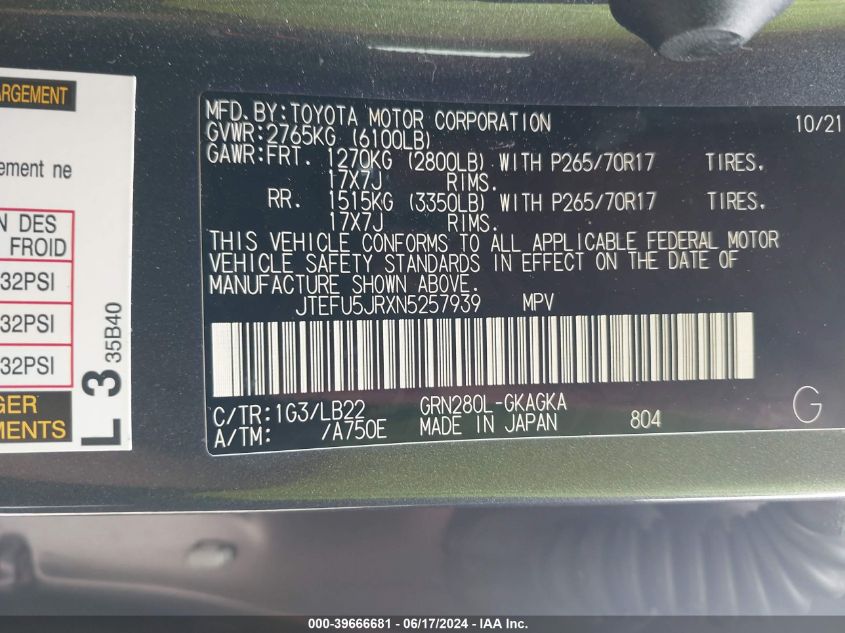 ARGEMENT
ement ne
N DES
FROID
32PSI
32PSI
32PSI
GER
MENTS
L 3
35B40
MFD.BY:TOYOTA MOTOR CORPORATION 10/21
GVWR:2765KG (6100LB)
GAWR:FRT. 1270KG (2800LB) WITH P265/70R17 TIRES.
17X7J RIMS.
RR. 1515KG (3350LB) WITH P265/70R17 TIRES.
17X7J RIMS.
THIS VEHICLE CONFORMS TO ALL APPLICABLE FEDERAL MOTOR
VEHICLE SAFETY STANDARDS IN EFFECT ON THE DATE OF
MANUFACTURE SHOWN ABOVE.
JTEFU5JRXN5257939 MPV
C/TR:1G3/LB22 GRN280L-GKAGKA
A/TM: /A750E MADE IN JAPAN 804 G
000-39666681 - 06/17/2024 - IAA Inc.